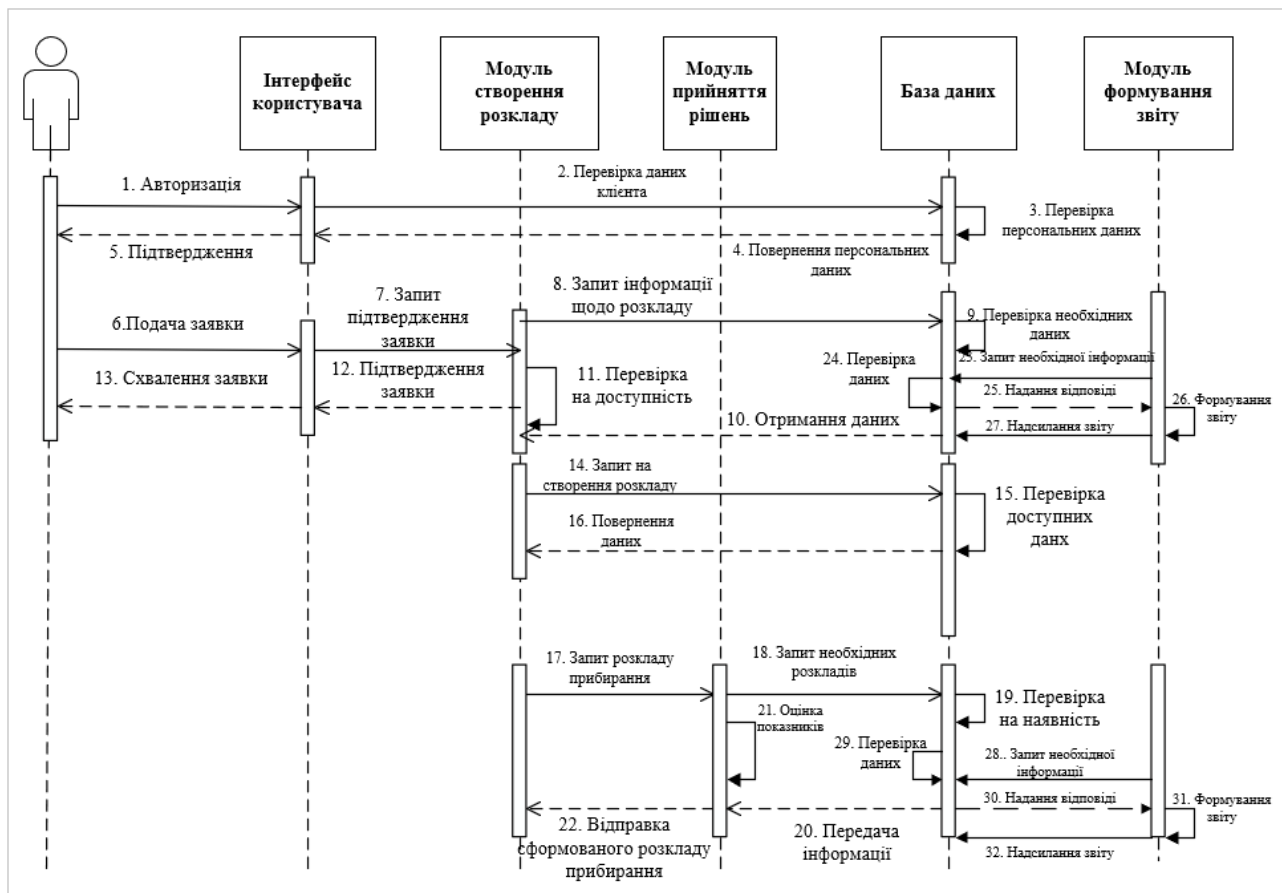 Інтерфейс
користувача
Модуль
створення
розкладу
Модуль
прийняття
рішень
База даних
Модуль
формування
звіту
1. Авторизація
2. Перевірка даних
клієнта
3. Перевірка
персональних даних
5. Підтвердження
4. Повернення персональних
даних
8. Запит інформації
щодо розкладу
7. Запит
підтвердження
заявки
6.Подача заявки
9. Перевірка необхідних
даних
24. Перевірка
даних
23. Запит необхідної інформації
13. Схвалення заявки
12. Підтвердження
заявки
11. Перевірка
на доступність
25. Надання відповіді
26. Формування
звіту
10. Отримання даних
27. Надсилання звіту
14. Запит на
створення розкладу
15. Перевірка
доступних
данх
16. Повернення
даних
17. Запит розкладу
прибирання
18. Запит необхідних
розкладів
19. Перевірка
на наявність
21. Оцінка
показників
29. Перевірка
даних
28.. Запит необхідної
інформації
30. Надання відповіді
31. Формування
звіту
22. Відправка
сформованого розкладу
прибирання
20. Передача
інформації
32. Надсилання звіту